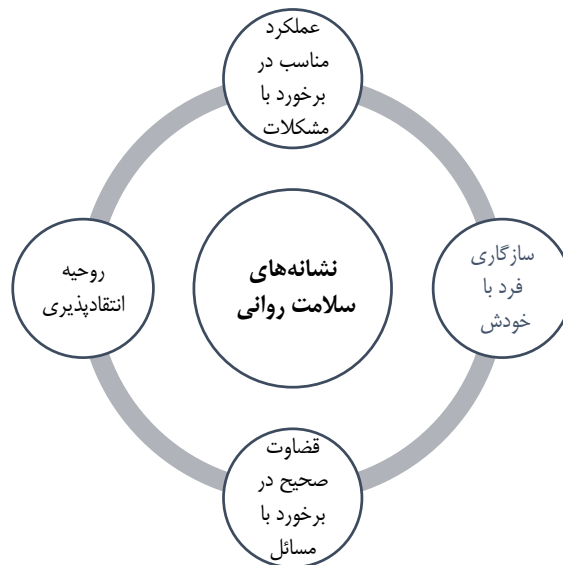 عملکرد
مناسب در
برخورد با
مشکلات
سازگاری
فرد با
خودش
نشانه‌های
سلامت روانی
روحیه
انتقادپذیری
قضاوت
صحیح در
برخورد با
مسائل